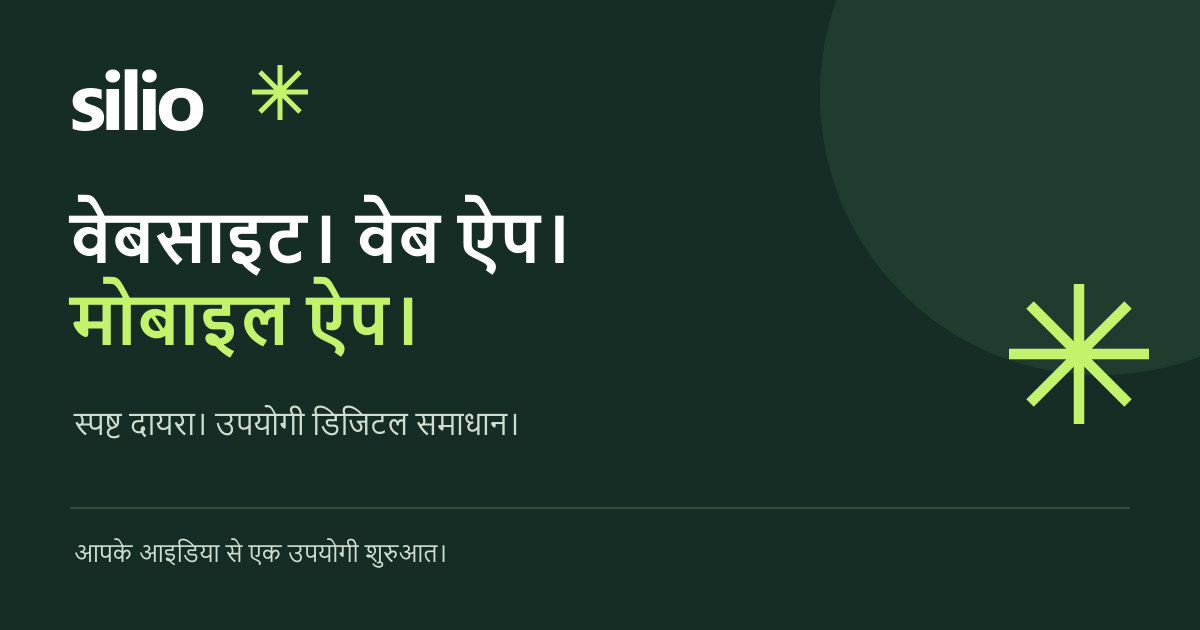 silio
वेबसाइट। वेब ऐप।
मोबाइल ऐप।
स्पष्ट दायरा। उपयोगी डिजिटल समाधान।
आपके आइडिया से एक उपयोगी शुरुआत।